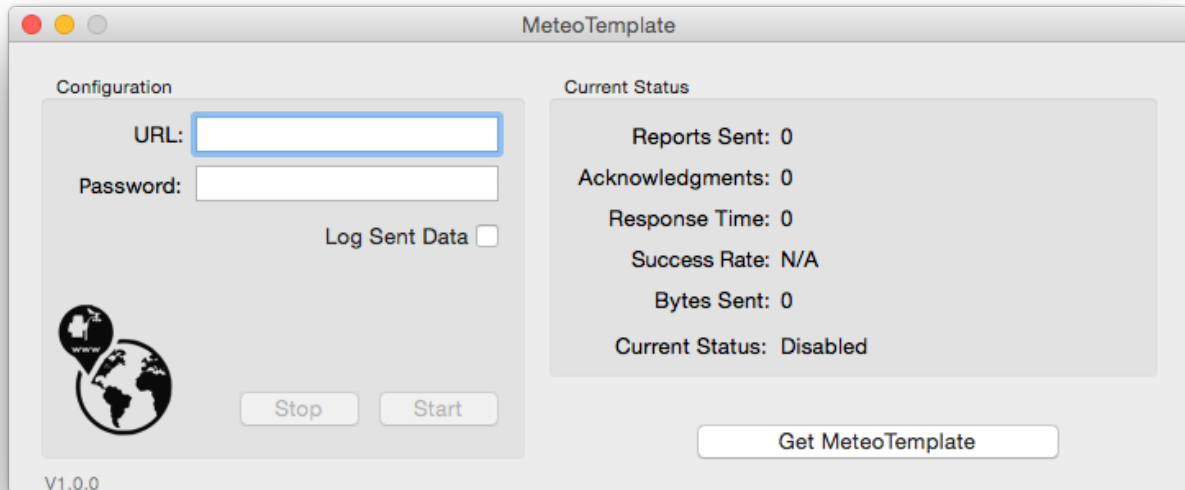 MeteoTemplate
Configuration
URL:
Password:
Log Sent Data
www
Stop
Start
V1.0.0
Current Status
Reports Sent: 0
Acknowledgments: 0
Response Time: 0
Success Rate: N/A
Bytes Sent: 0
Current Status: Disabled
Get MeteoTemplate